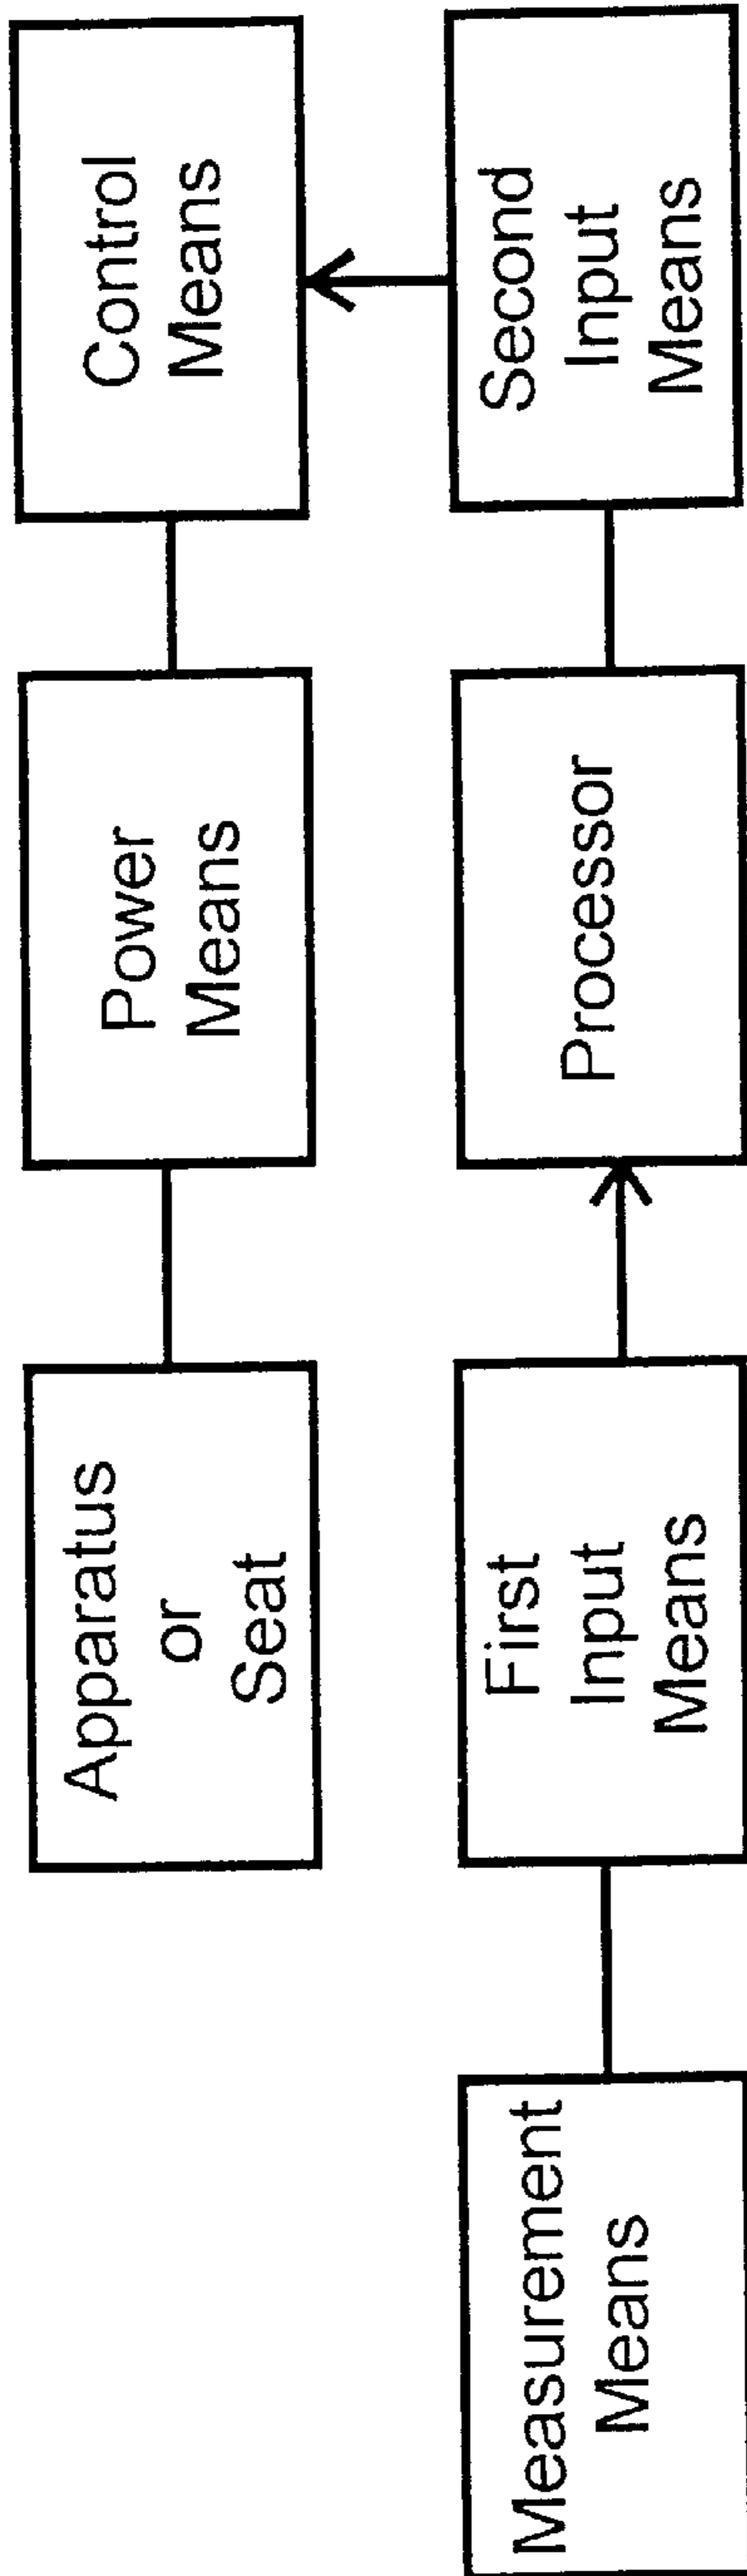 Apparatus
or
Seat
Power
Means
Control
Means
Measurement
Means
First
Input
Means
Processor
Second
Input
Means